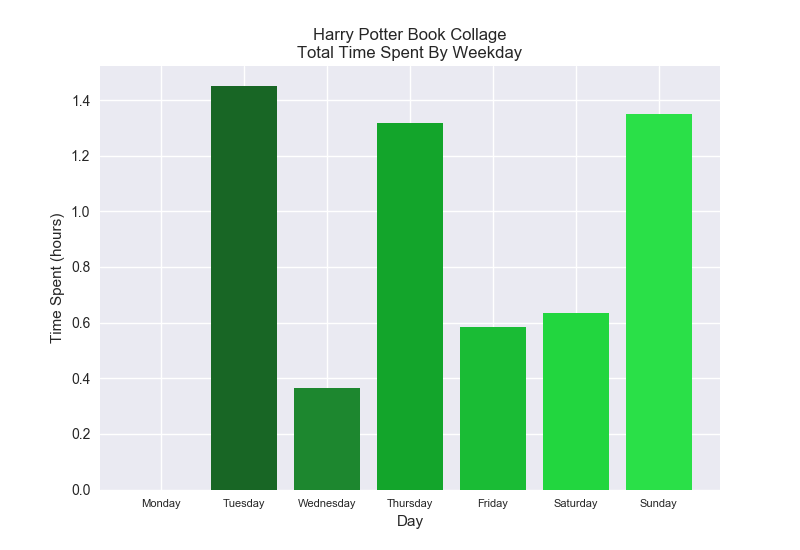 Harry Potter Book Collage
Total Time Spent By Weekday
Time Spent (hours)
1.4
1.2
1.0
0.8
0.6
0.4
0.2
0.0
Monday Tuesday Wednesday Thursday Friday Saturday Sunday
Day